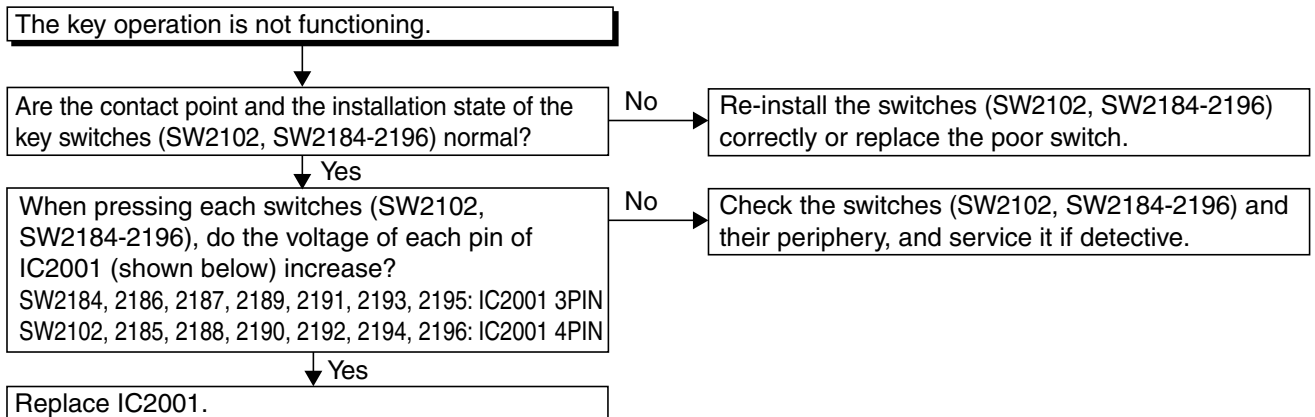 The key operation is not functioning.
Are the contact point and the installation state of the
key switches (SW2102, SW2184-2196) normal?
No
Re-install the switches (SW2102, SW2184-2196)
correctly or replace the poor switch.
Yes
When pressing each switches (SW2102,
SW2184-2196), do the voltage of each pin of
IC2001 (shown below) increase?
SW2184, 2186, 2187, 2189, 2191, 2193, 2195: IC2001 3PIN
SW2102, 2185, 2188, 2190, 2192, 2194, 2196: IC2001 4PIN
No
Check the switches (SW2102, SW2184-2196) and
their periphery, and service it if detective.
Yes
Replace IC2001.